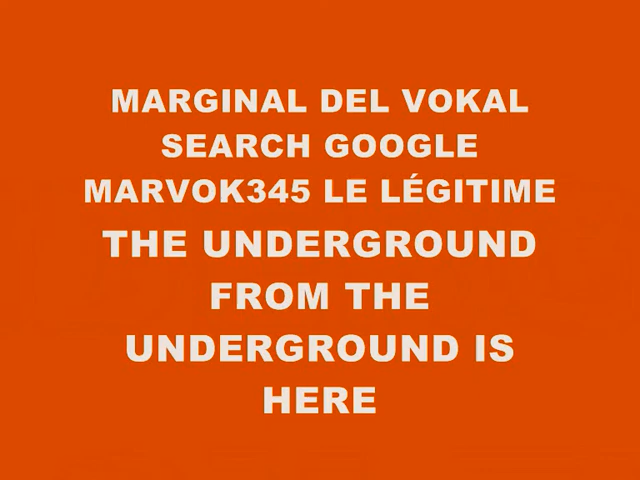 MARGINAL DEL VOKAL
SEARCH GOOGLE
MARVOK345 LE LÉGITIME
THE UNDERGROUND
FROM THE
UNDERGROUND IS
HERE